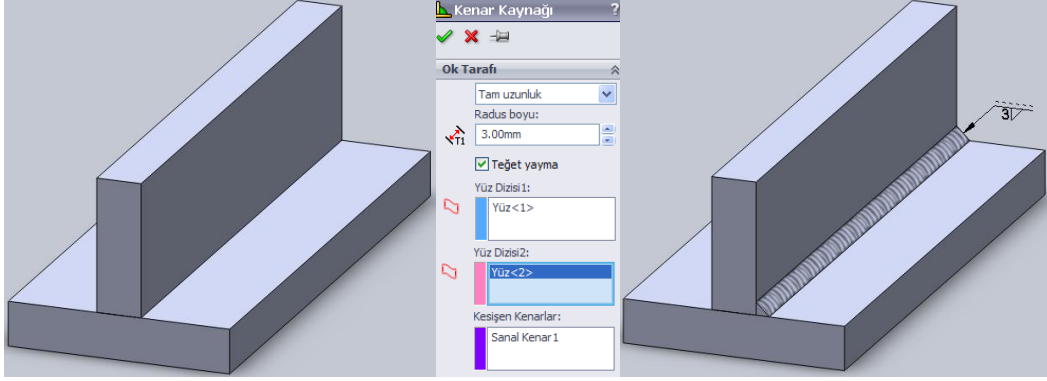 Kenar Kaynağı ?
Ok Tarafı
Tam uzunluk
Radus boyu:
T1 3.00mm
Teğet yayma
Yüz Dizisi1:
Yüz<1>
Yüz Dizisi2:
Yüz<2>
Kesişen Kenarlar:
Sanal Kenar1
3